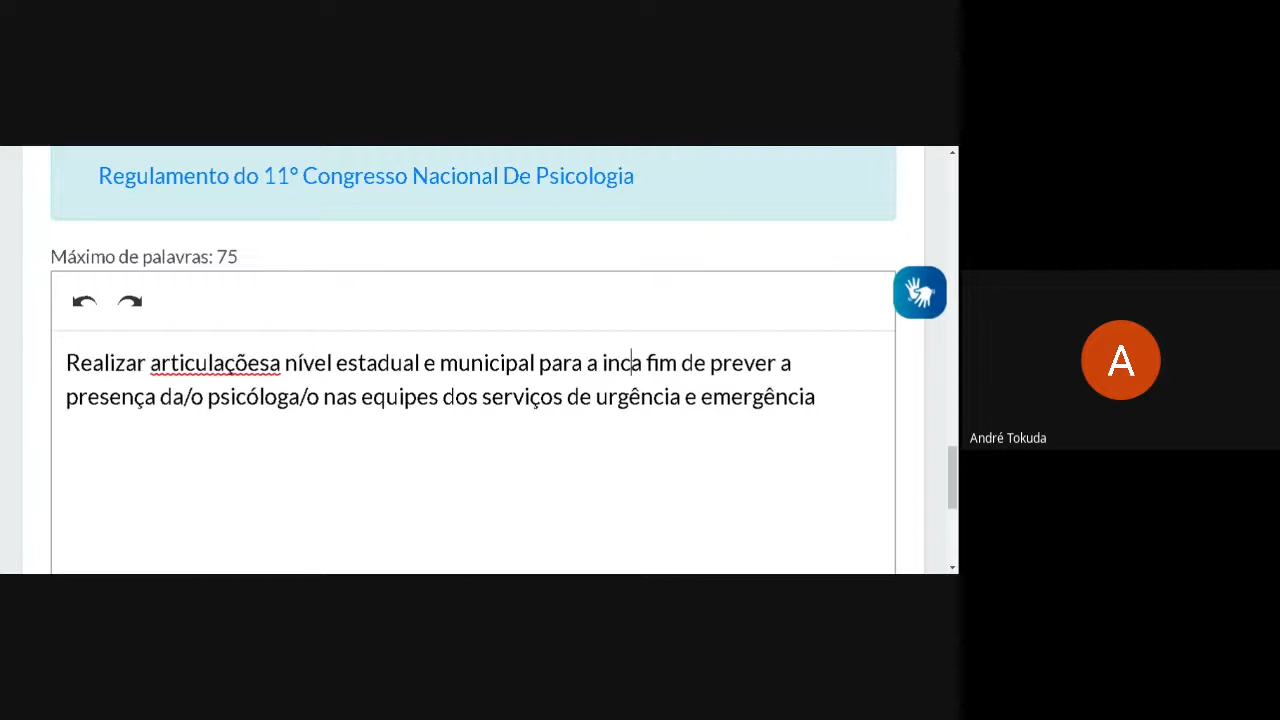 Regulamento do 11º Congresso Nacional De Psicologia
Máximo de palavras: 75
Realizar articulaçõesa nível estadual e municipal para a inca fim de prever a
presença da/o psicóloga/o nas equipes dos serviços de urgência e emergência
A
André Tokuda